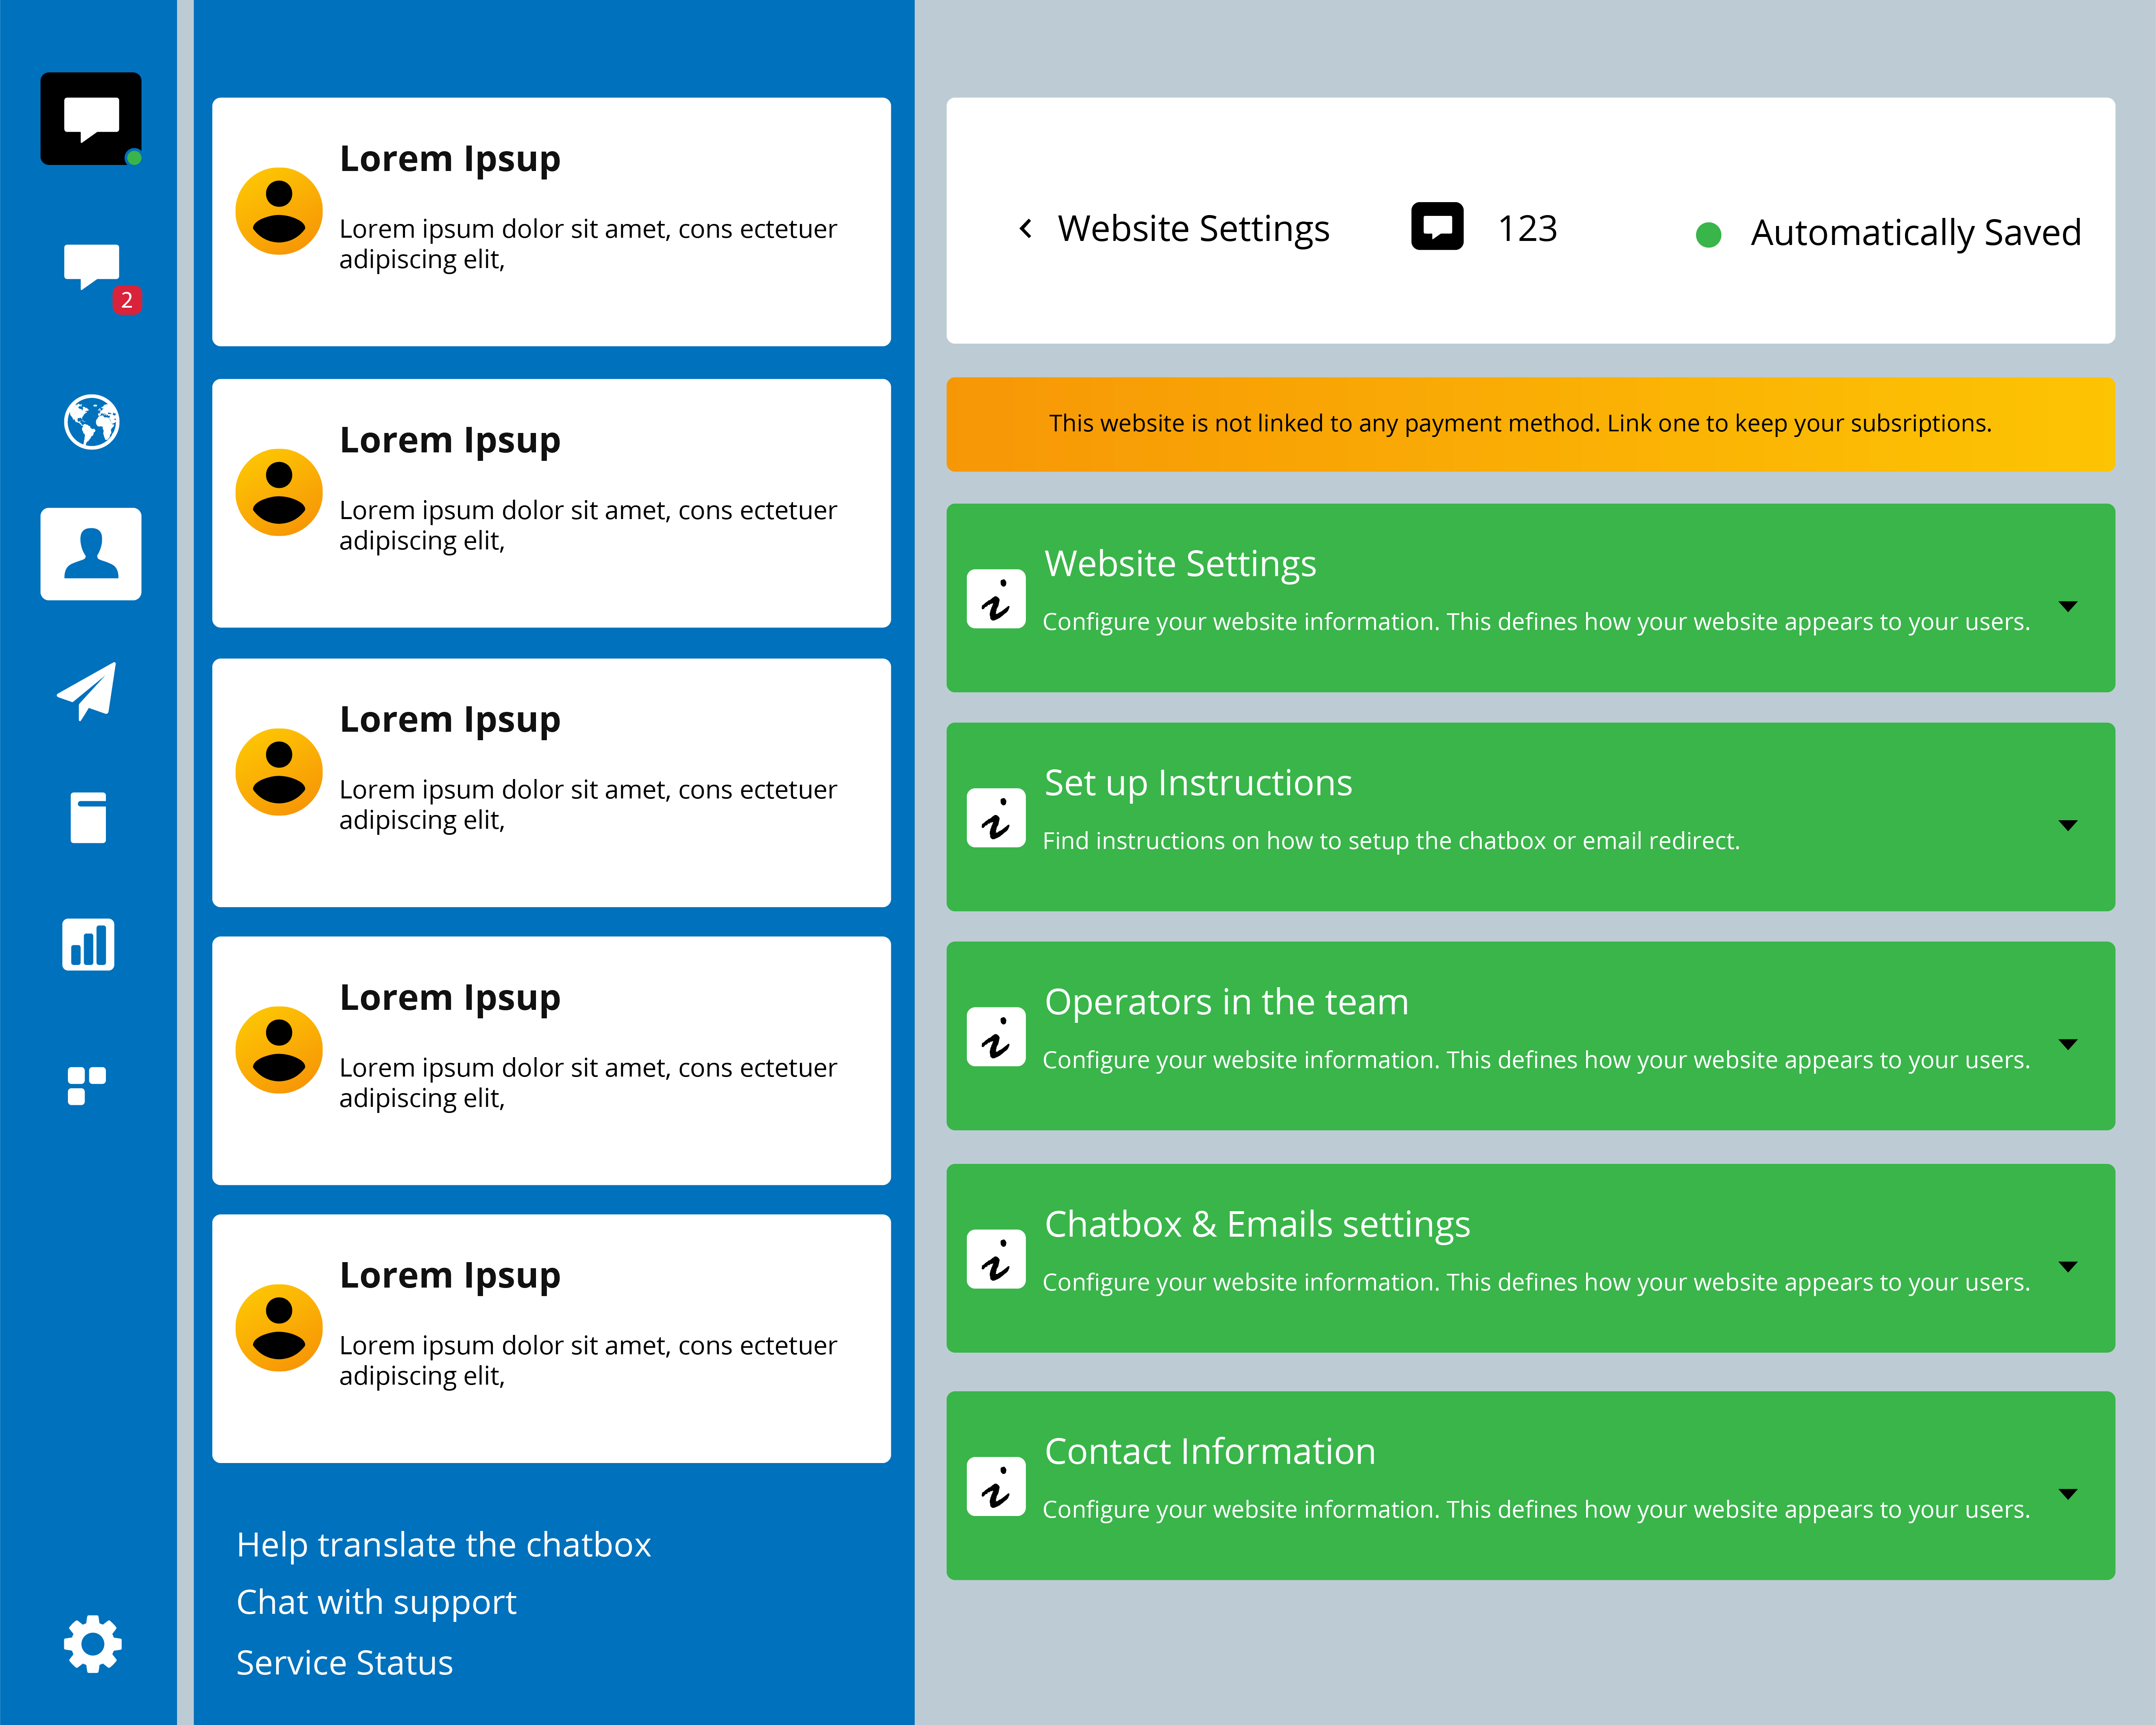 2
Lorem Ipsup
Lorem ipsum dolor sit amet, cons ectetuer
adipiscing elit,
Lorem Ipsup
Lorem ipsum dolor sit amet, cons ectetuer
adipiscing elit,
Lorem Ipsup
Lorem ipsum dolor sit amet, cons ectetuer
adipiscing elit,
Lorem Ipsup
Lorem ipsum dolor sit amet, cons ectetuer
adipiscing elit,
Lorem Ipsup
Lorem ipsum dolor sit amet, cons ectetuer
adipiscing elit,
Help translate the chatbox
Chat with support
Service Status
Website Settings 123 Automatically Saved
This website is not linked to any payment method. Link one to keep your subsriptions.
Website Settings
i Configure your website information. This defines how your website appears to your users.
Set up Instructions
i Find instructions on how to setup the chatbox or email redirect.
Operators in the team
i Configure your website information. This defines how your website appears to your users.
Chatbox & Emails settings
i Configure your website information. This defines how your website appears to your users.
Contact Information
i Configure your website information. This defines how your website appears to your users.